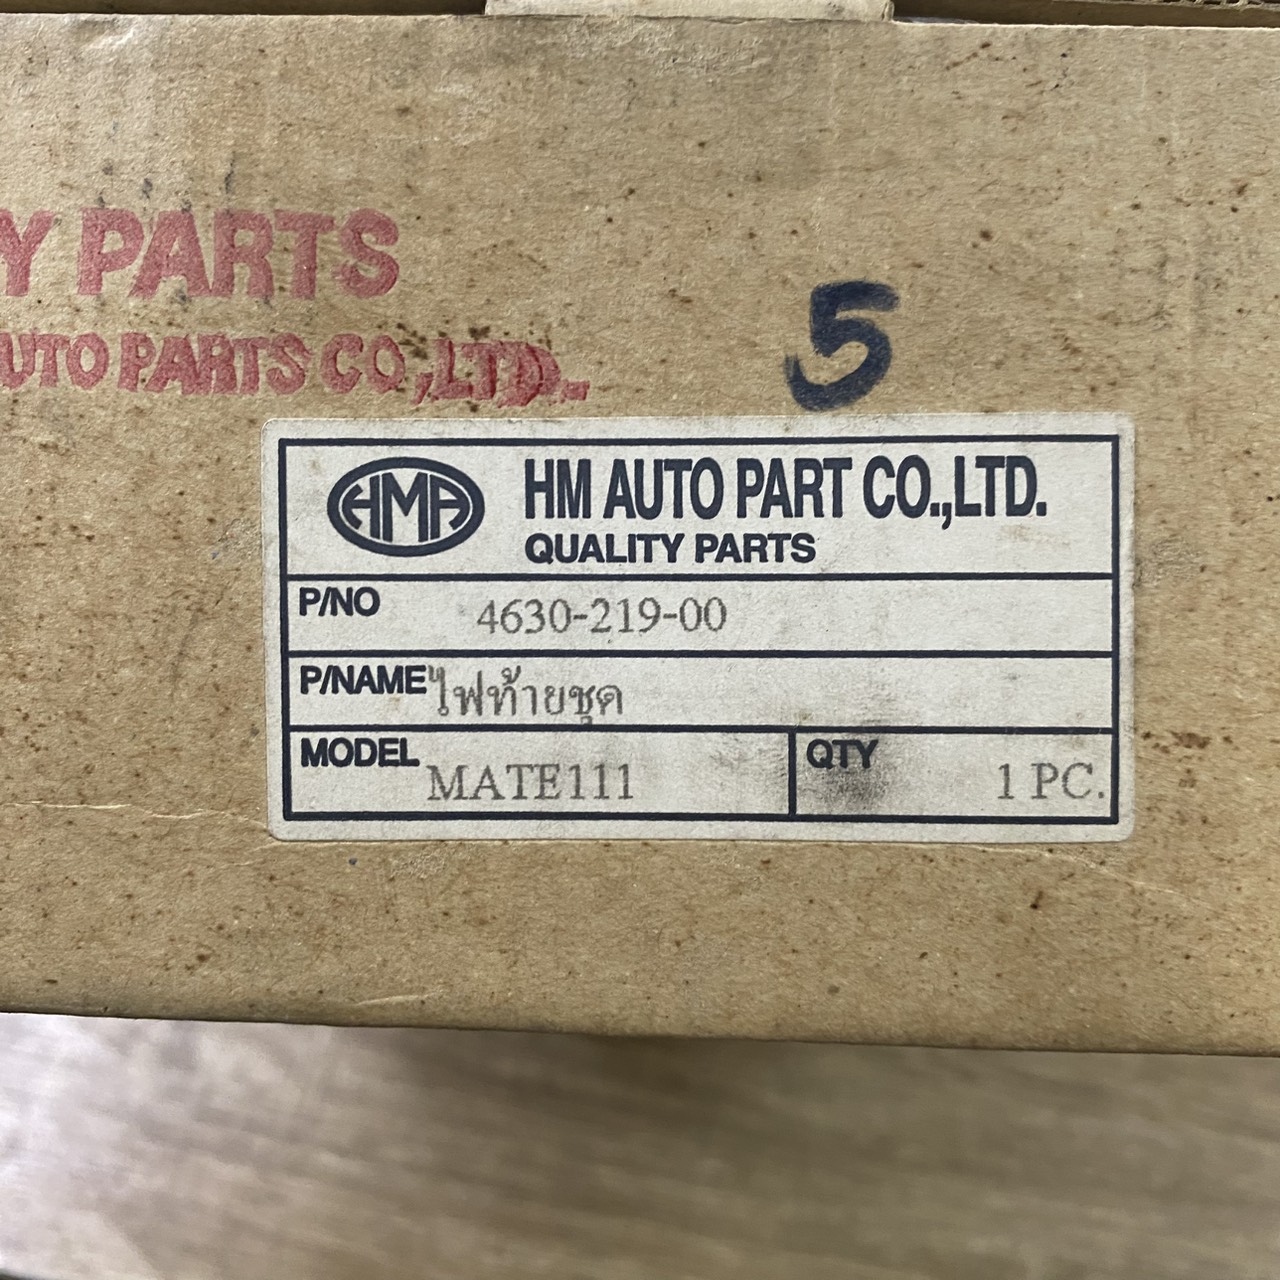 Y PARTS
AUTO PARTS CO.,LTD.
5
HMA
HM AUTO PART CO.,LTD.
QUALITY PARTS
P/NO 4630-219-00
P/NAME ไฟท้ายชุด
MODEL MATE111 QTY 1 PC.